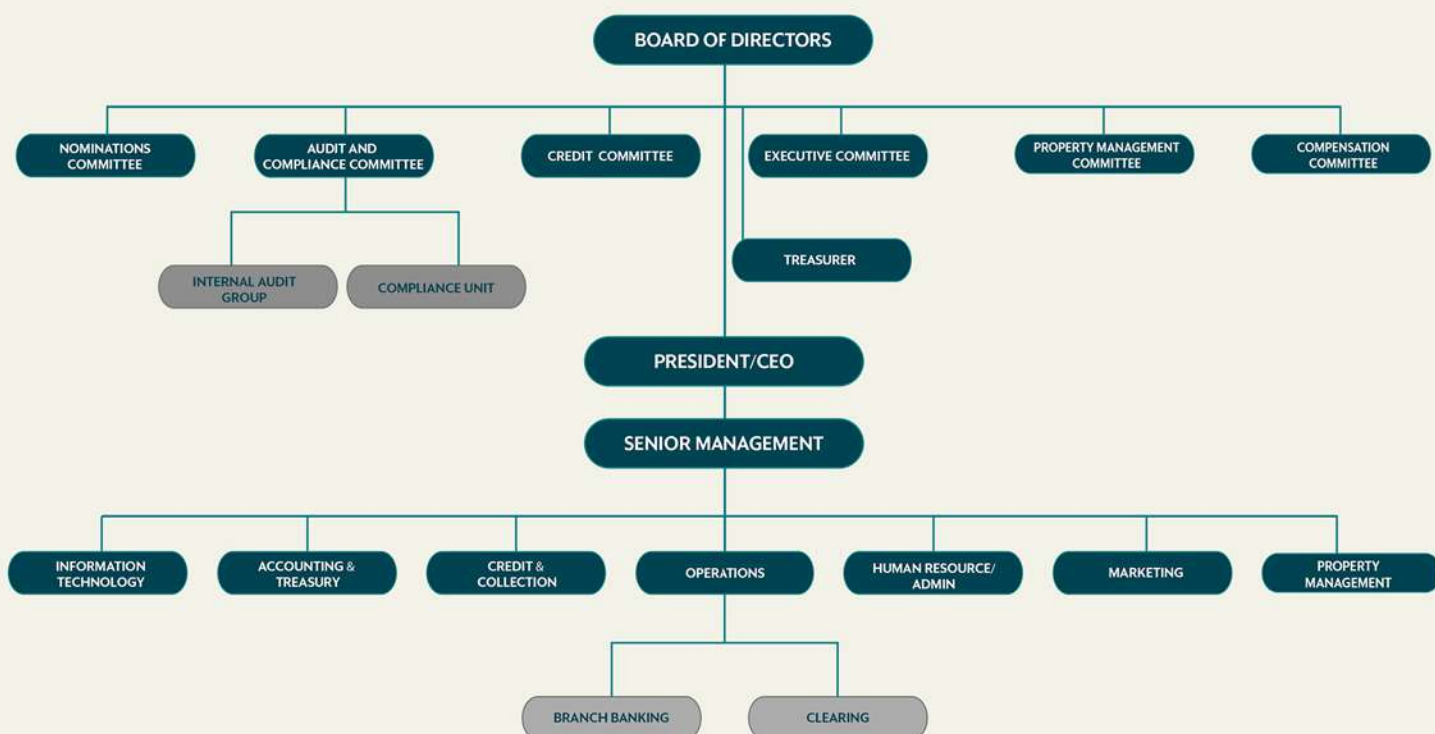 BOARD OF DIRECTORS
NOMINATIONS
COMMITTEE
AUDIT AND
COMPLIANCE COMMITTEE
CREDIT COMMITTEE
EXECUTIVE COMMITTEE
PROPERTY MANAGEMENT
COMMITTEE
COMPENSATION
COMMITTEE
TREASURER
INTERNAL AUDIT
GROUP
COMPLIANCE UNIT
PRESIDENT/CEO
SENIOR MANAGEMENT
INFORMATION
TECHNOLOGY
ACCOUNTING &
TREASURY
CREDIT &
COLLECTION
OPERATIONS
HUMAN RESOURCE/
ADMIN
MARKETING
PROPERTY
MANAGEMENT
BRANCH BANKING
CLEARING